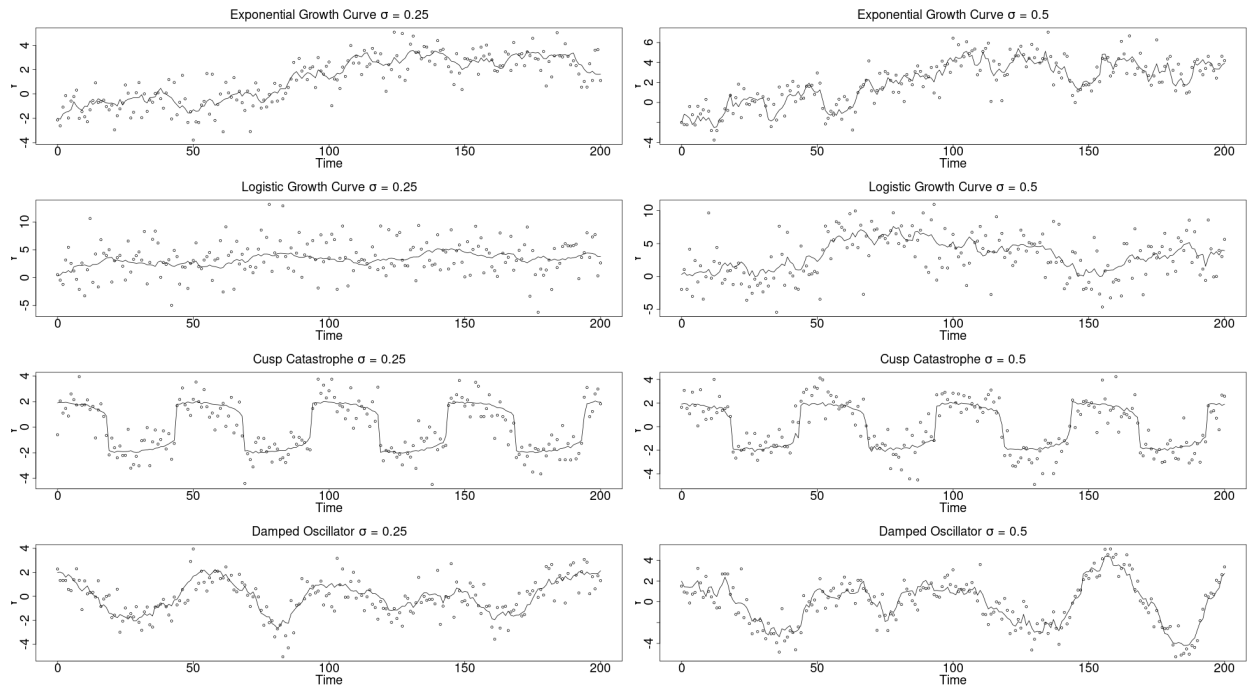 Exponential Growth Curve σ = 0.25
4
2
0
-2
-4
τ
0 50 100 150 200
Time
Exponential Growth Curve σ = 0.5
6
4
2
0
-4
τ
0 50 100 150 200
Time
Logistic Growth Curve σ = 0.25
10
5
0
-5
τ
0 50 100 150 200
Time
Logistic Growth Curve σ = 0.5
10
5
0
-5
τ
0 50 100 150 200
Time
Cusp Catastrophe σ = 0.25
4
2
0
-2
-4
τ
0 50 100 150 200
Time
Cusp Catastrophe σ = 0.5
4
2
0
-2
-4
τ
0 50 100 150 200
Time
Damped Oscillator σ = 0.25
4
2
0
-2
-4
τ
0 50 100 150 200
Time
Damped Oscillator σ = 0.5
4
2
0
-4
τ
0 50 100 150 200
Time